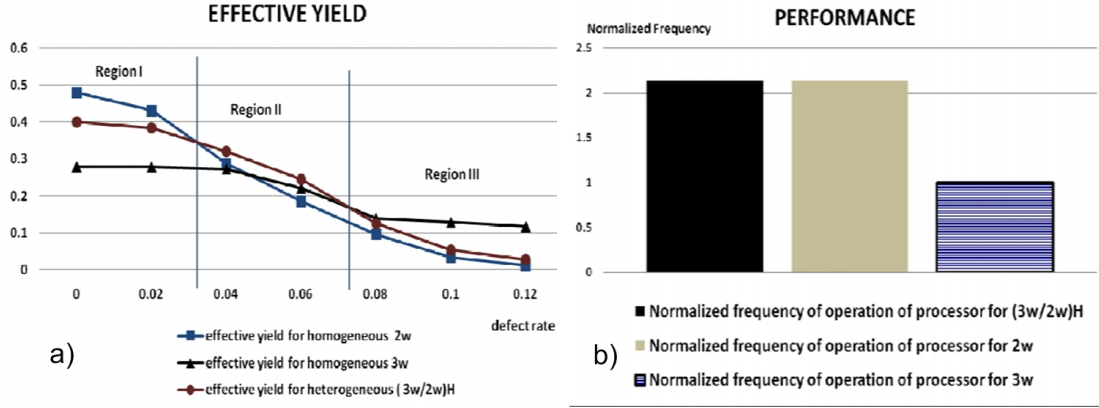 EFFECTIVE YIELD
0.6
0.5
0.4
0.3
0.2
0.1
0
Region I
Region II
Region III
0 0.02 0.04 0.06 0.08 0.1 0.12
defect rate
effective yield for homogeneous 2w
effective yield for homogeneous 3w
effective yield for heterogeneous (3w/2w)H
a)
PERFORMANCE
Normalized Frequency
2.5
2
1.5
1
0.5
0
Normalized frequency of operation of processor for (3w/2w)H
Normalized frequency of operation of processor for 2w
Normalized frequency of operation of processor for 3w
b)